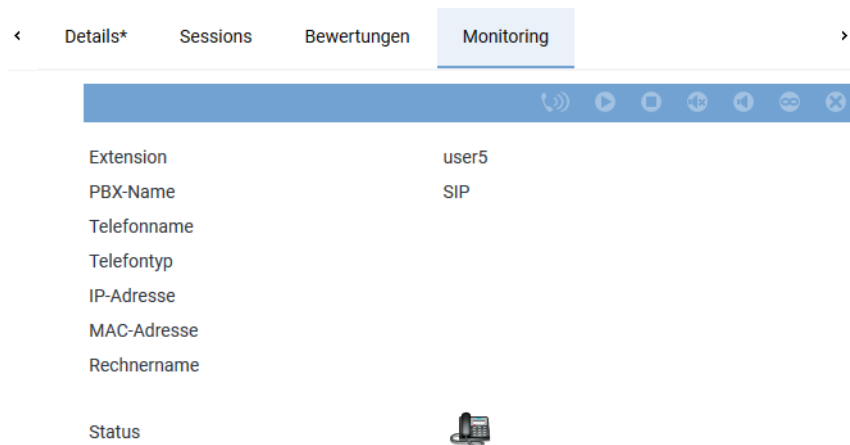 Details* Sessions Bewertungen Monitoring
Extension user5
PBX-Name SIP
Telefonname
Telefontyp
IP-Adresse
MAC-Adresse
Rechnername
Status